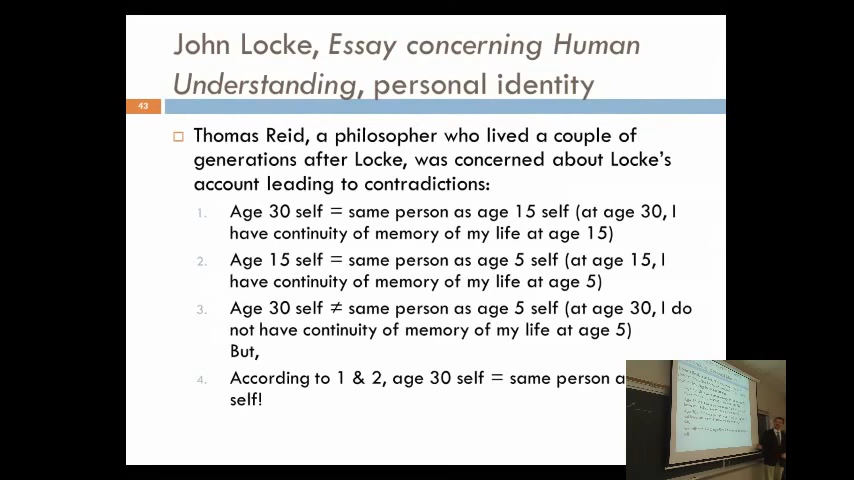 John Locke, Essay concerning Human
Understanding, personal identity
43
Thomas Reid, a philosopher who lived a couple of
generations after Locke, was concerned about Locke's
account leading to contradictions:
1. Age 30 self = same person as age 15 self (at age 30, I
have continuity of memory of my life at age 15)
2. Age 15 self = same person as age 5 self (at age 15, I
have continuity of memory of my life at age 5)
3. Age 30 self ≠ same person as age 5 self (at age 30, I do
not have continuity of memory of my life at age 5)
But,
4. According to 1 & 2, age 30 self = same person a
self!